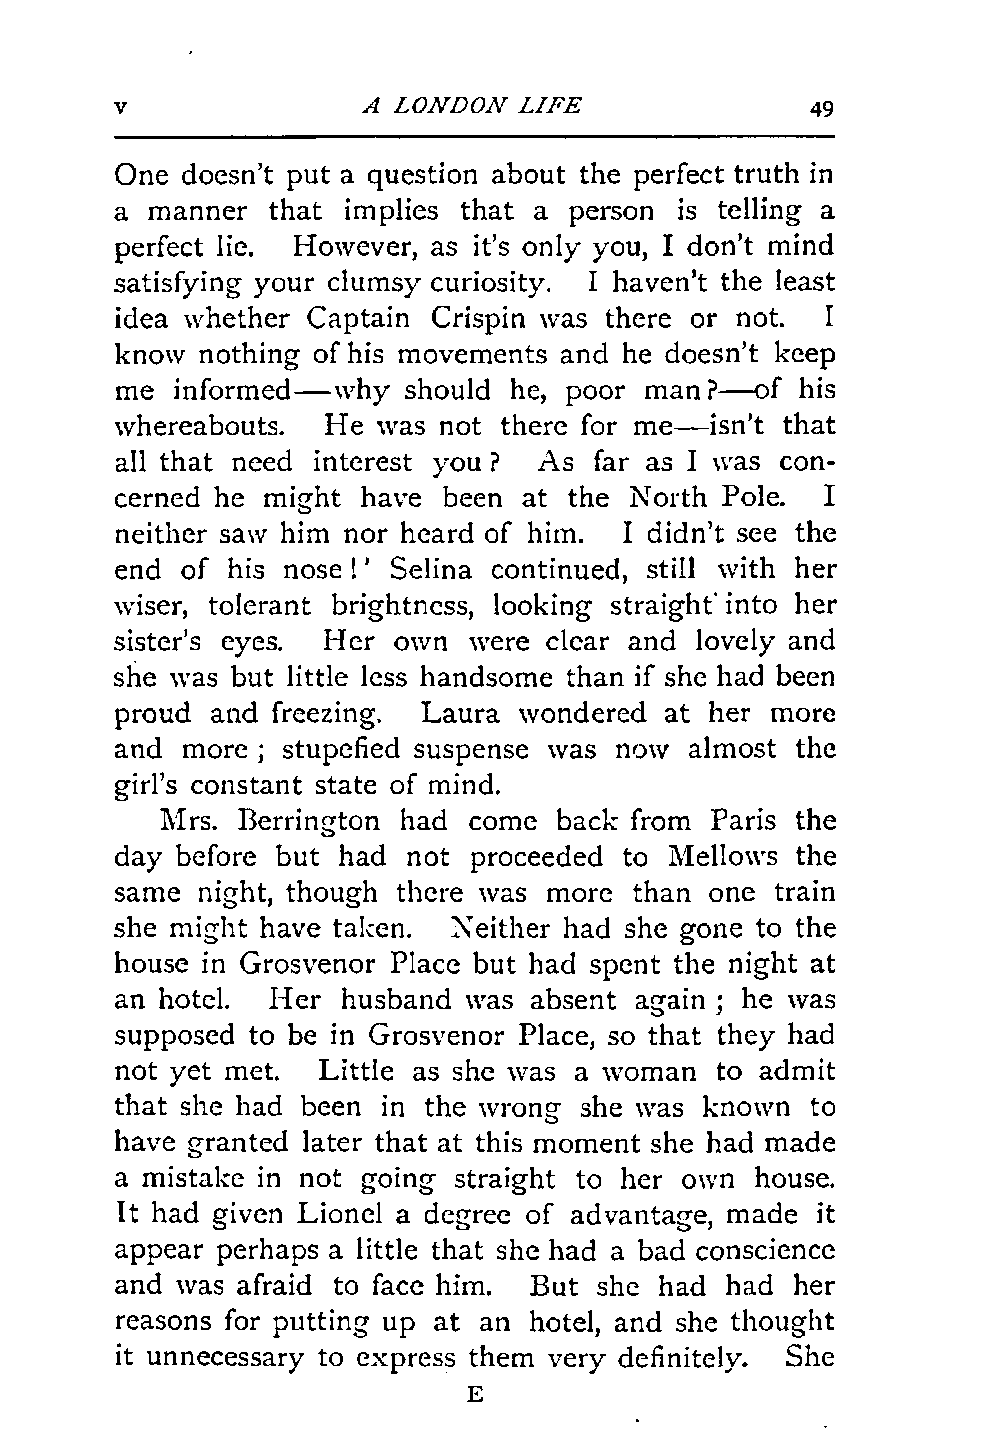 v A LONDON LIFE 49
One doesn't put a question about the perfect truth in
a manner that implies that a person is telling a
perfect lie. However, as it's only you, I don't mind
satisfying your clumsy curiosity. I haven't the least
idea whether Captain Crispin was there or not. I
know nothing of his movements and he doesn't keep
me informed—why should he, poor man?—of his
whereabouts. He was not there for me—isn't that
all that need interest you? As far as I was con-
cerned he might have been at the North Pole. I
neither saw him nor heard of him. I didn't see the
end of his nose!' Selina continued, still with her
wiser, tolerant brightness, looking straight into her
sister's eyes. Her own were clear and lovely and
she was but little less handsome than if she had been
proud and freezing. Laura wondered at her more
and more; stupefied suspense was now almost the
girl's constant state of mind.
Mrs. Berrington had come back from Paris the
day before but had not proceeded to Mellows the
same night, though there was more than one train
she might have taken. Neither had she gone to the
house in Grosvenor Place but had spent the night at
an hotel. Her husband was absent again; he was
supposed to be in Grosvenor Place, so that they had
not yet met. Little as she was a woman to admit
that she had been in the wrong she was known to
have granted later that at this moment she had made
a mistake in not going straight to her own house.
It had given Lionel a degree of advantage, made it
appear perhaps a little that she had a bad conscience
and was afraid to face him. But she had had her
reasons for putting up at an hotel, and she thought
it unnecessary to express them very definitely. She
E